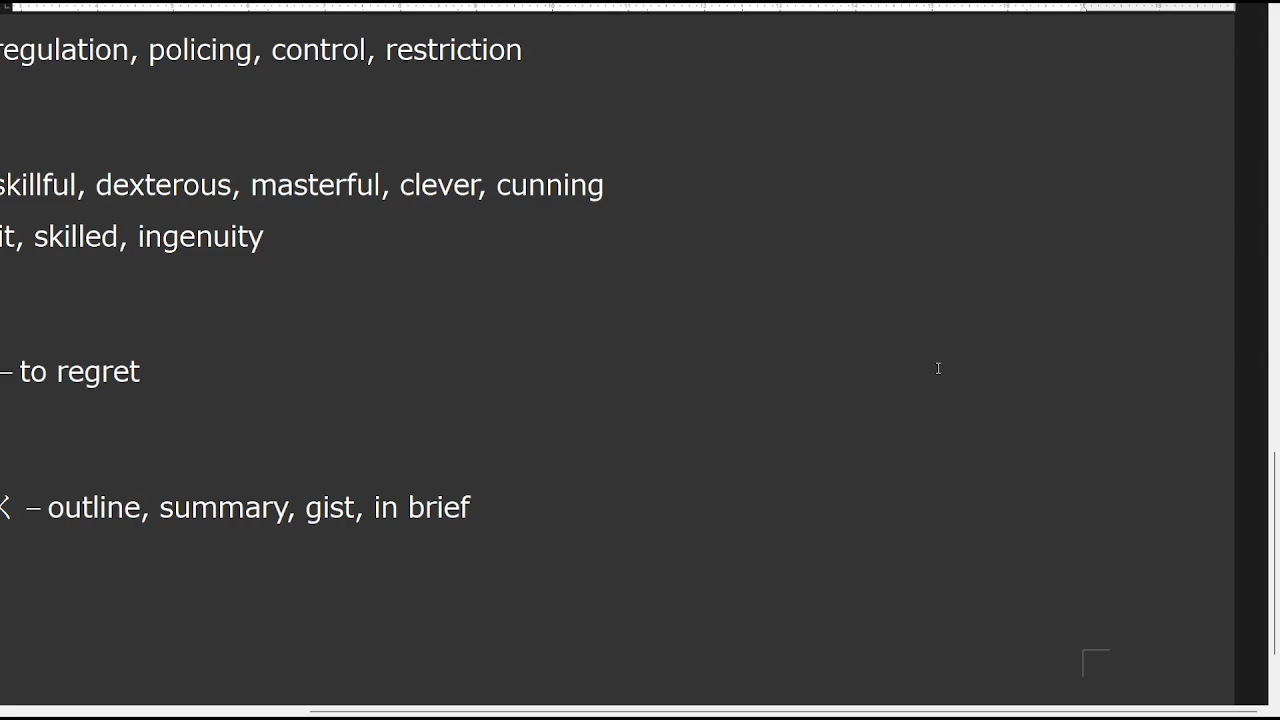 regulation, policing, control, restriction
skillful, dexterous, masterful, clever, cunning
it, skilled, ingenuity
– to regret
く – outline, summary, gist, in brief